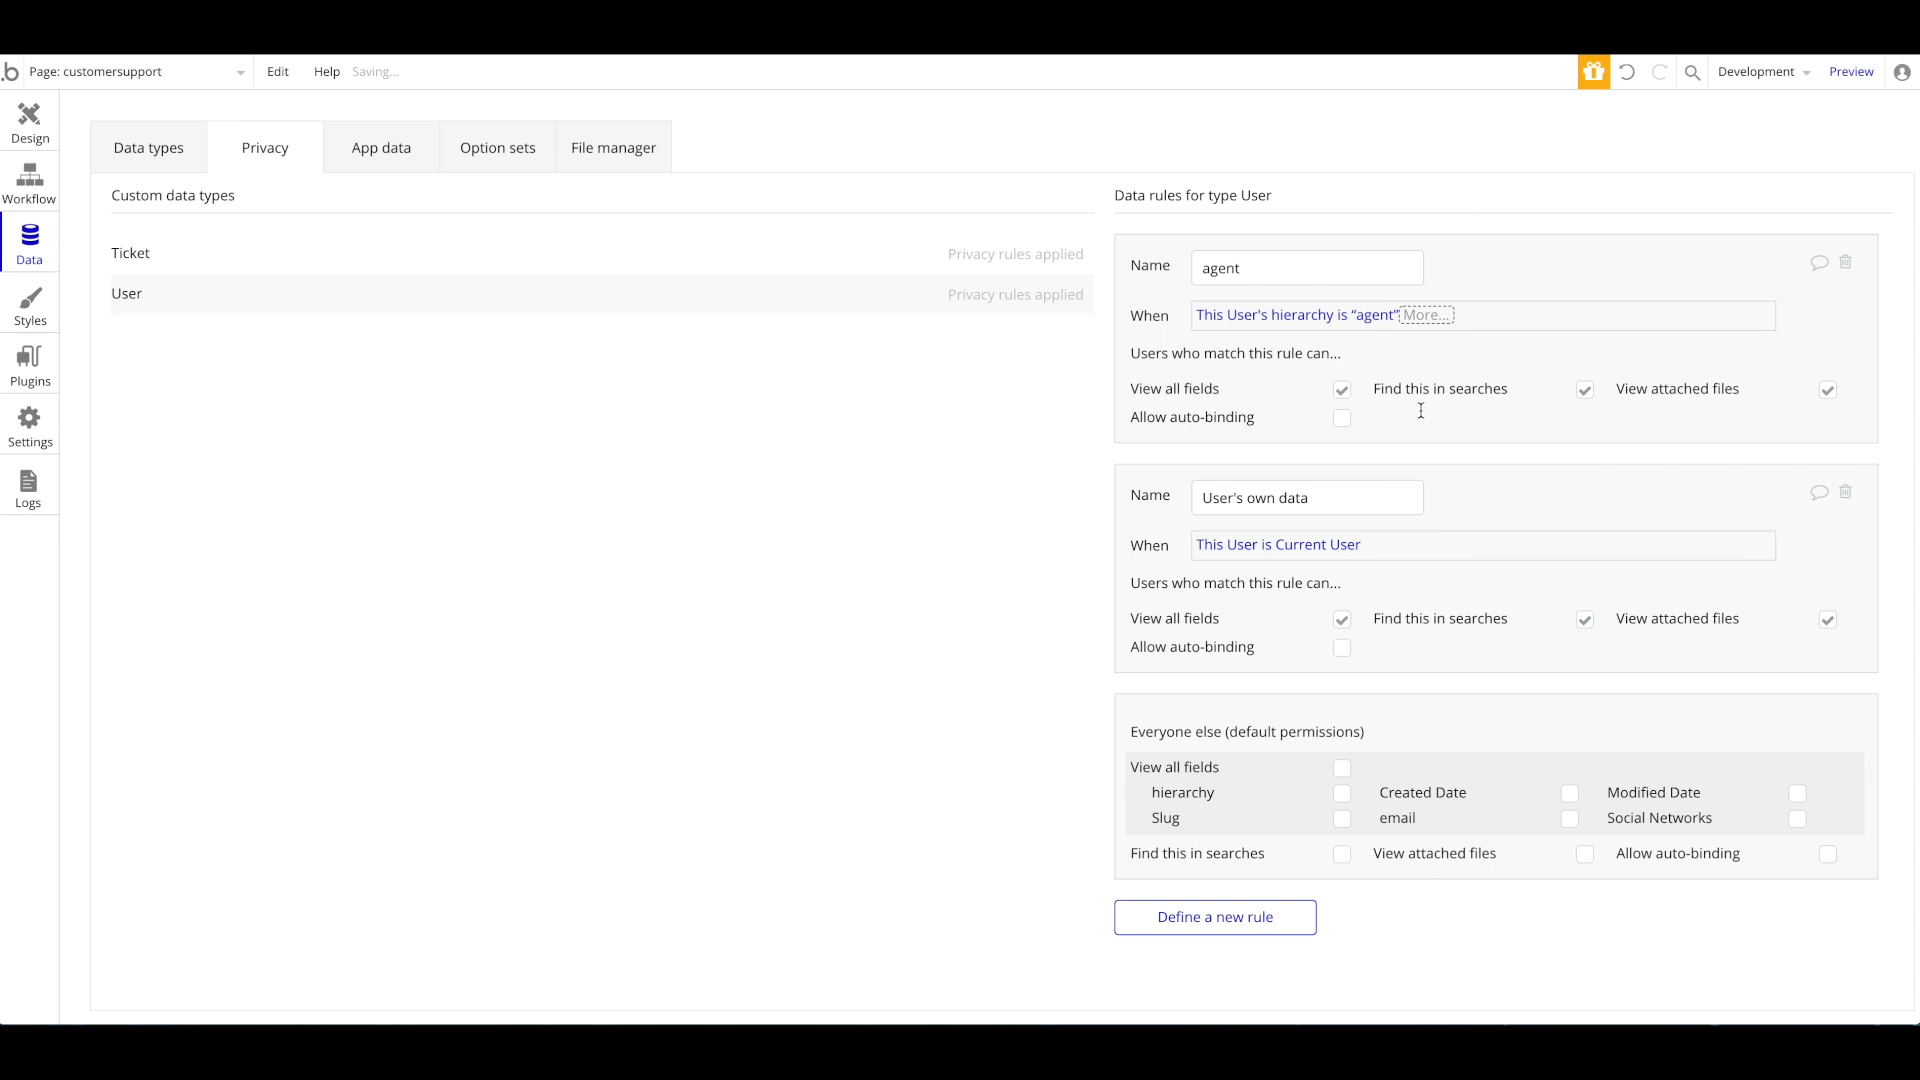 .b Page: customersupport Edit Help Saving... Development Preview
Design
Workflow
Data
Styles
Plugins
Settings
Logs
Data types Privacy App data Option sets File manager
Custom data types
Ticket Privacy rules applied
User Privacy rules applied
Data rules for type User
Name agent
When This User's hierarchy is “agent” More...
Users who match this rule can...
View all fields Find this in searches View attached files
Allow auto-binding
Name User's own data
When This User is Current User
Users who match this rule can...
View all fields Find this in searches View attached files
Allow auto-binding
Everyone else (default permissions)
View all fields
hierarchy Created Date Modified Date
Slug email Social Networks
Find this in searches View attached files Allow auto-binding
Define a new rule